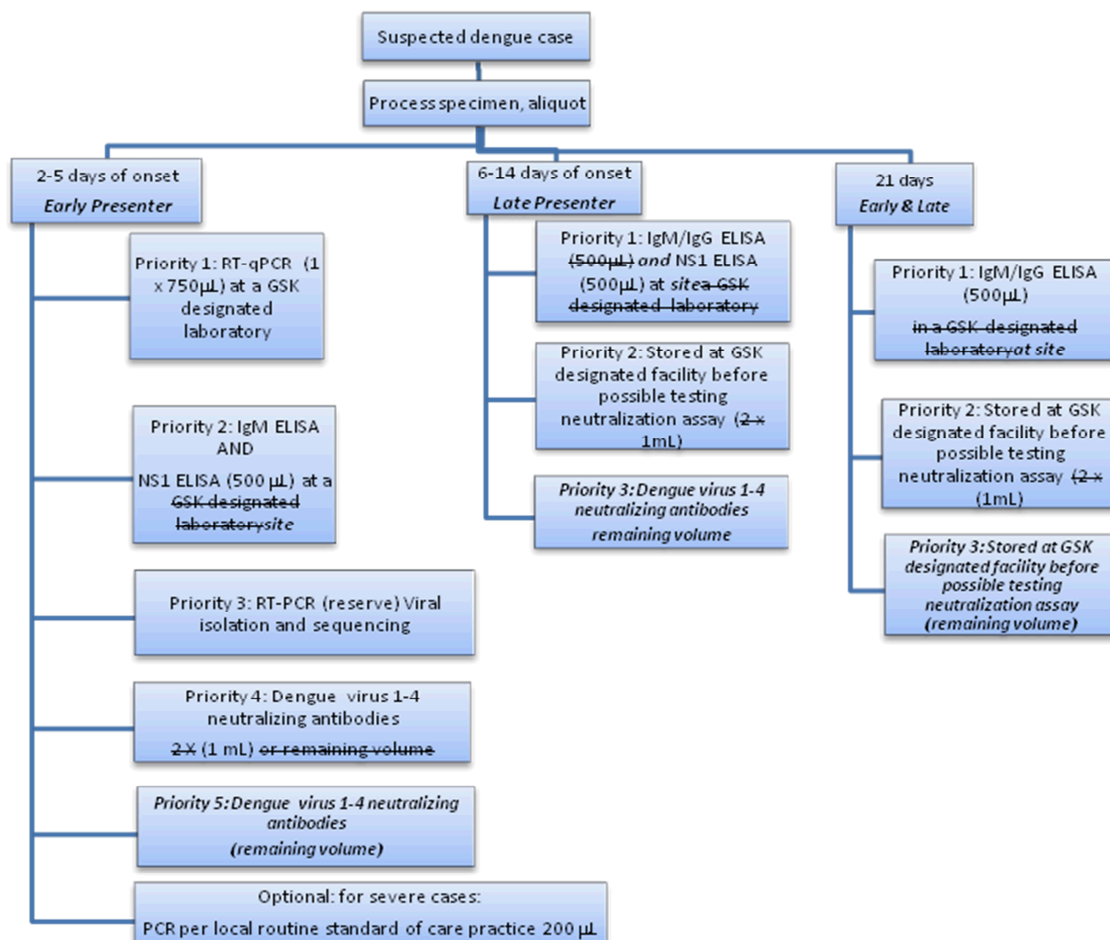 Suspected dengue case
Process specimen, aliquot
2-5 days of onset
Early Presenter
Priority 1: RT-qPCR (1
x 750µL) at a GSK
designated
laboratory
Priority 2: IgM ELISA
AND
NS1 ELISA (500 µL) at a
GSK designated
laboratorysite
Priority 3: RT-PCR (reserve) Viral
isolation and sequencing
Priority 4: Dengue virus 1-4
neutralizing antibodies
2 X (1 mL) or remaining volume
Priority 5: Dengue virus 1-4 neutralizing
antibodies
(remaining volume)
Optional: for severe cases:
PCR per local routine standard of care practice 200 µL
6-14 days of onset
Late Presenter
Priority 1: IgM/IgG ELISA
(500µL) and NS1 ELISA
(500µL) at sitea GSK
designated laboratory
Priority 2: Stored at GSK
designated facility before
possible testing
neutralization assay (2 x
1mL)
Priority 3: Dengue virus 1-4
neutralizing antibodies
remaining volume
21 days
Early & Late
Priority 1: IgM/IgG ELISA
(500µL)
in a GSK designated
laboratoryat site
Priority 2: Stored at GSK
designated facility before
possible testing
neutralization assay (2 x
(1mL)
Priority 3: Stored at GSK
designated facility before
possible testing
neutralization assay
(remaining volume)